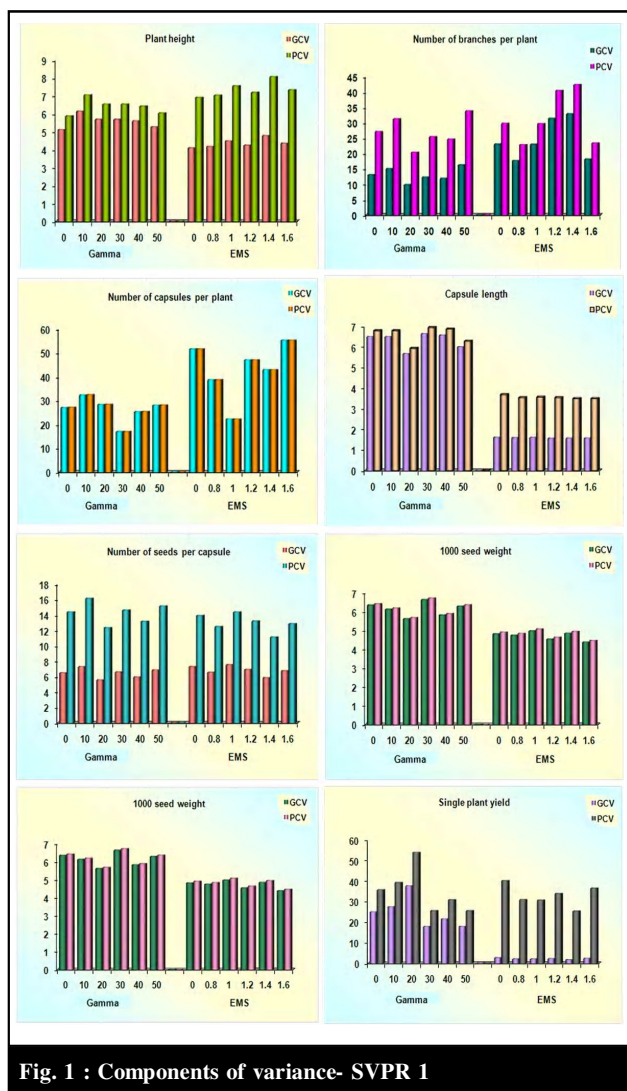 Plant height
GCV
PCV
9
8
7
6
5
4
3
2
1
0
0 10 20 30 40 50 0 0.8 1 1.2 1.4 1.6
Gamma EMS
Number of branches per plant
GCV
PCV
45
40
35
30
25
20
15
10
5
0
0 10 20 30 40 50 0 0.8 1 1.2 1.4 1.6
Gamma EMS
Number of capsules per plant
GCV
PCV
60
50
40
30
20
10
0
0 10 20 30 40 50 0 0.8 1 1.2 1.4 1.6
Gamma EMS
Capsule length
GCV
PCV
7
6
5
4
3
2
1
0
0 10 20 30 40 50 0 0.8 1 1.2 1.4 1.6
Gamma EMS
Number of seeds per capsule
GCV
PCV
18
16
14
12
10
8
6
4
2
0
0 10 20 30 40 50 0 0.8 1 1.2 1.4 1.6
Gamma EMS
1000 seed weight
GCV
PCV
7
6
5
4
3
2
1
0
0 10 20 30 40 50 0 0.8 1 1.2 1.4 1.6
Gamma EMS
1000 seed weight
GCV
PCV
7
6
5
4
3
2
1
0
0 10 20 30 40 50 0 0.8 1 1.2 1.4 1.6
Gamma EMS
Single plant yield
GCV
PCV
60
50
40
30
20
10
0
0 10 20 30 40 50 0 0.8 1 1.2 1.4 1.6
Gamma EMS
Fig. 1 : Components of variance- SVPR 1